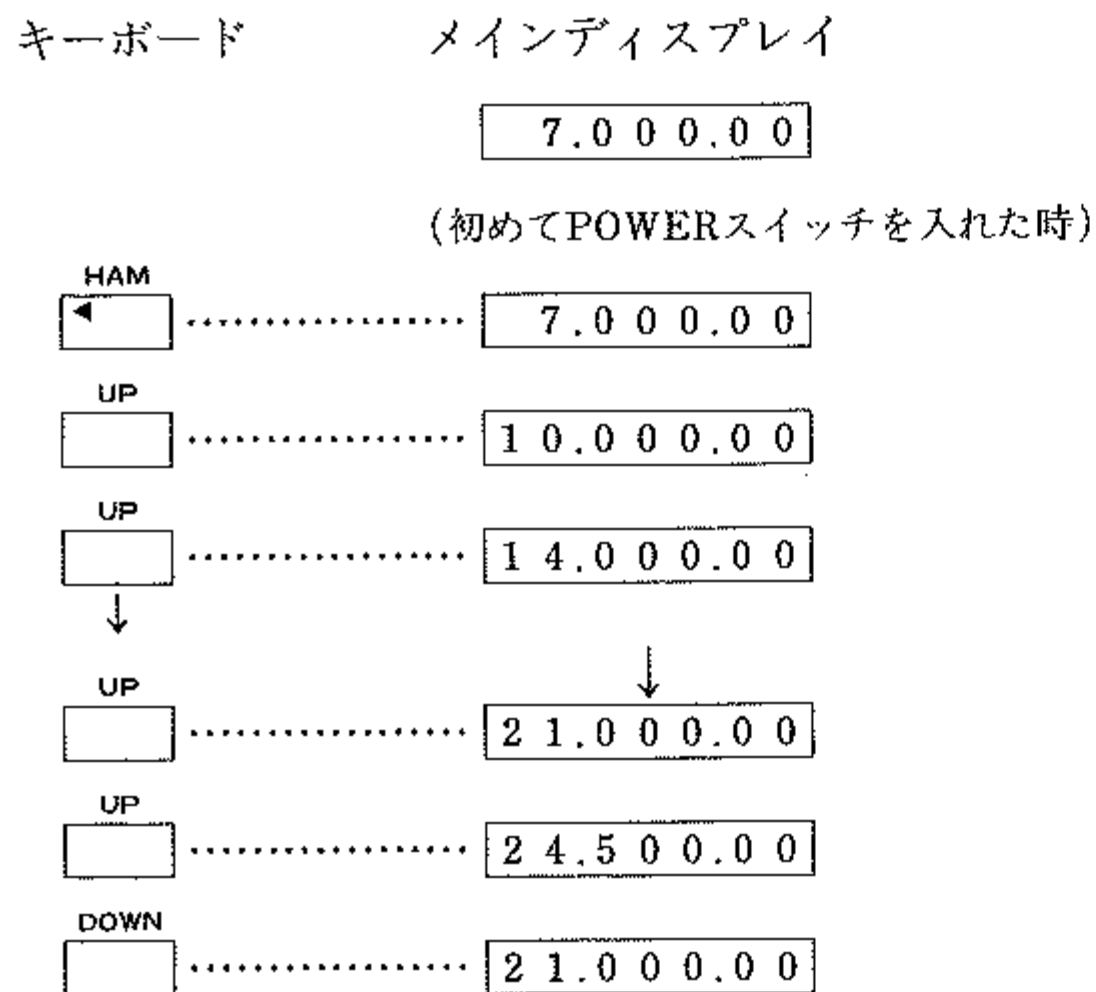 キーボード メインディスプレイ
7.000.00
(初めてPOWERスイッチを入れた時)
HAM
◀ ................ 7.000.00
UP
................ 10.000.00
UP
................ 14.000.00
↓ ↓
UP
................ 21.000.00
UP
................ 24.500.00
DOWN
................ 21.000.00